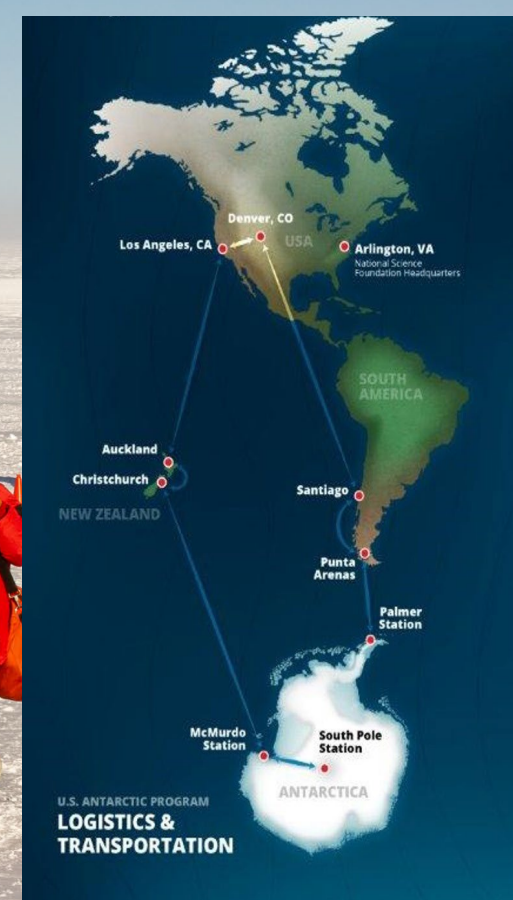 Denver, CO
USA
Los Angeles, CA
Arlington, VA
National Science
Foundation Headquarters
SOUTH
AMERICA
Auckland
Christchurch
NEW ZEALAND
Santiago
Punta
Arenas
Palmer
Station
McMurdo
Station
South Pole
Station
ANTARCTICA
U.S. ANTARCTIC PROGRAM
LOGISTICS &
TRANSPORTATION